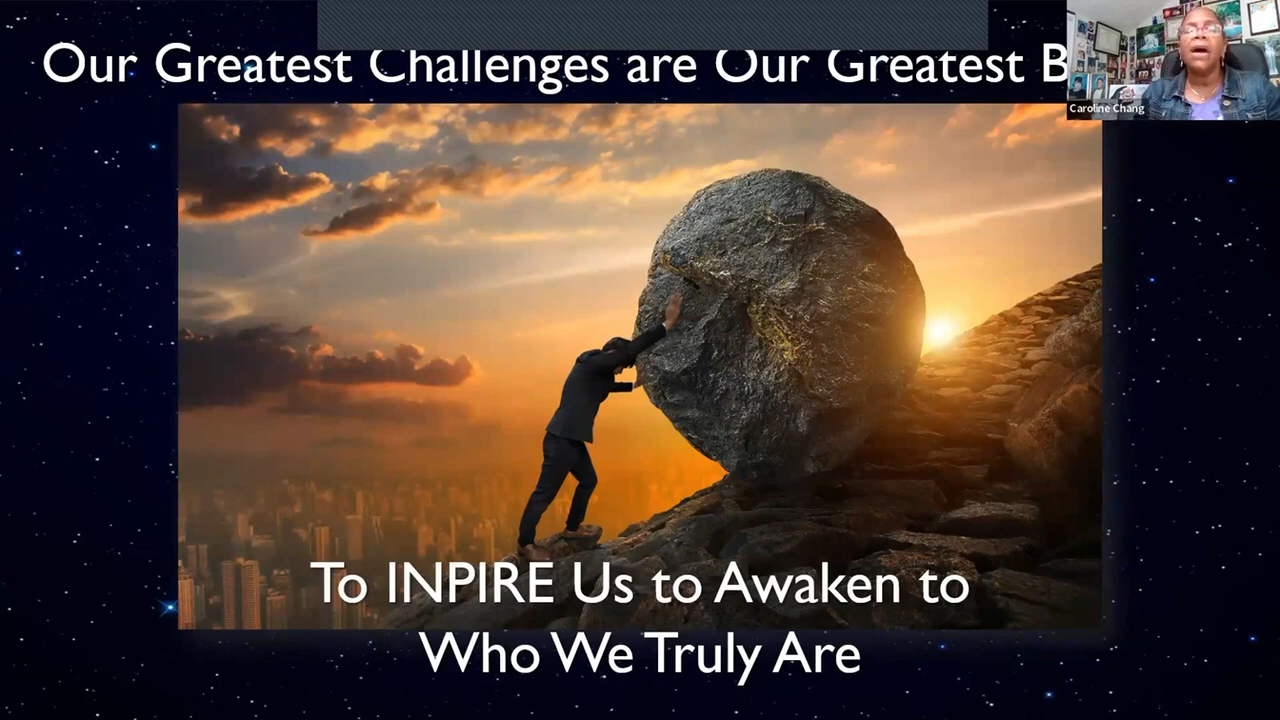 Our Greatest Challenges are Our Greatest B
Caroline Chang
To INPIRE Us to Awaken to
Who We Truly Are